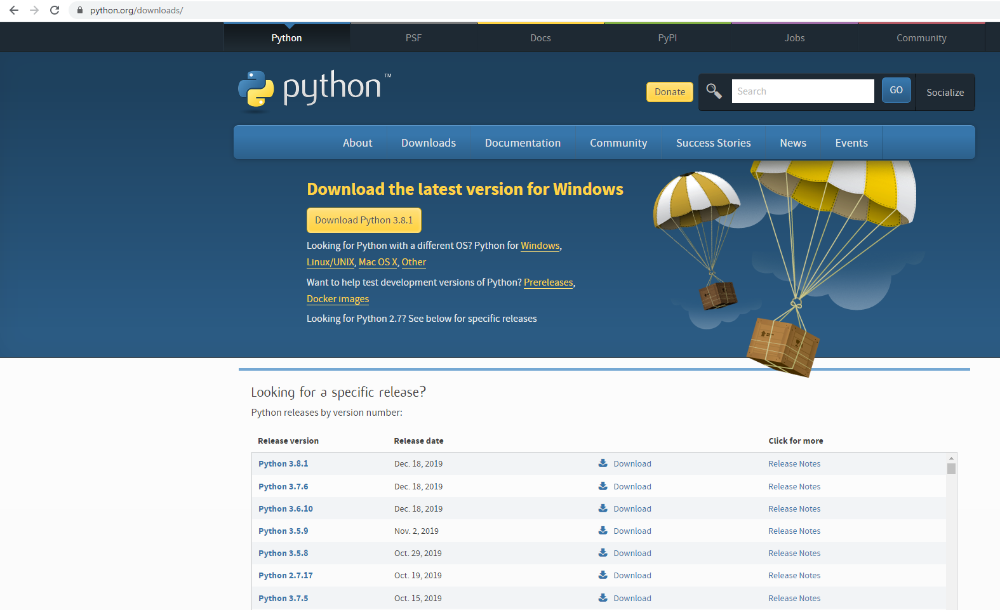 python.org/downloads/
Python PSF Docs PyPI Jobs Community
python™
Donate Search GO Socialize
About Downloads Documentation Community Success Stories News Events
Download the latest version for Windows
Download Python 3.8.1
Looking for Python with a different OS? Python for Windows,
Linux/UNIX, Mac OS X, Other
Want to help test development versions of Python? Prereleases,
Docker images
Looking for Python 2.7? See below for specific releases
Looking for a specific release?
Python releases by version number:
Release version Release date Click for more
Python 3.8.1 Dec. 18, 2019 Download Release Notes
Python 3.7.6 Dec. 18, 2019 Download Release Notes
Python 3.6.10 Dec. 18, 2019 Download Release Notes
Python 3.5.9 Nov. 2, 2019 Download Release Notes
Python 3.5.8 Oct. 29, 2019 Download Release Notes
Python 2.7.17 Oct. 19, 2019 Download Release Notes
Python 3.7.5 Oct. 15, 2019 Download Release Notes